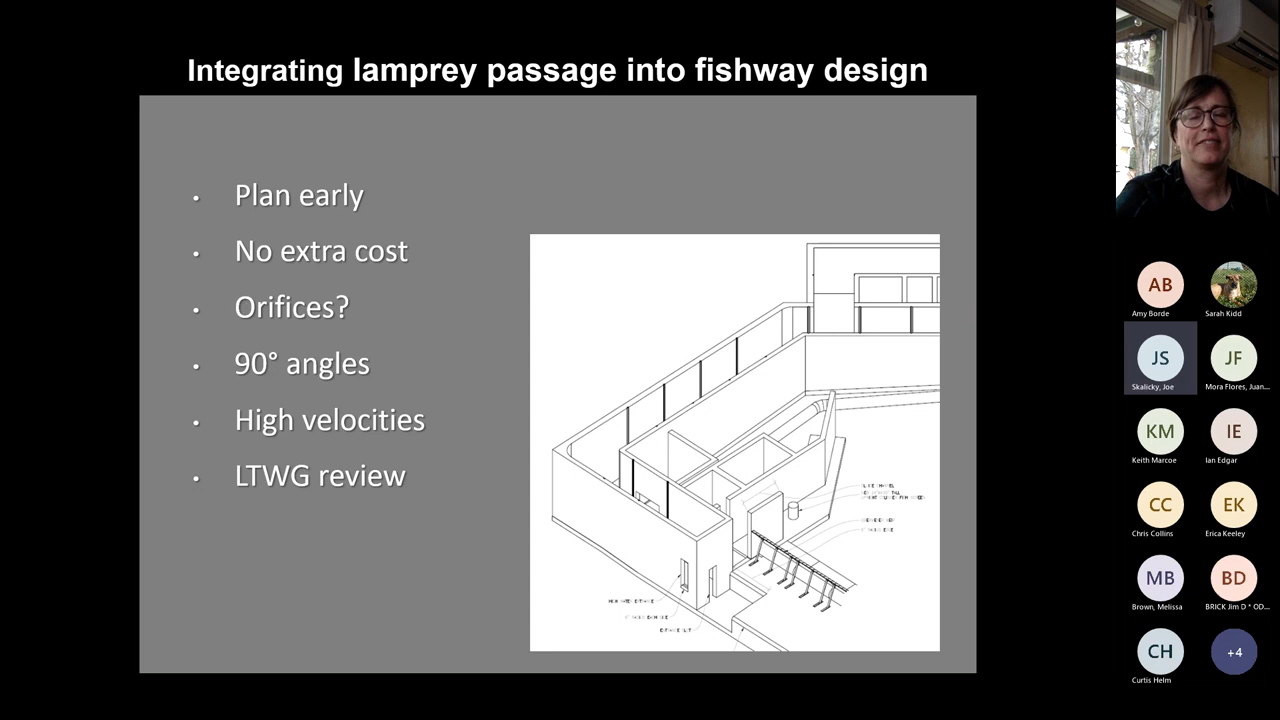 Integrating lamprey passage into fishway design
• Plan early
• No extra cost
• Orifices?
• 90° angles
• High velocities
• LTWG review
AB
Amy Borde
Sarah Kidd
JS
Skalicky, Joe
JF
Mora Flores, Juan...
KM
Keith Marcoe
IE
Ian Edgar
CC
Chris Collins
EK
Erica Keeley
MB
Brown, Melissa
BD
BRICK Jim D * OD...
CH
Curtis Helm
+4